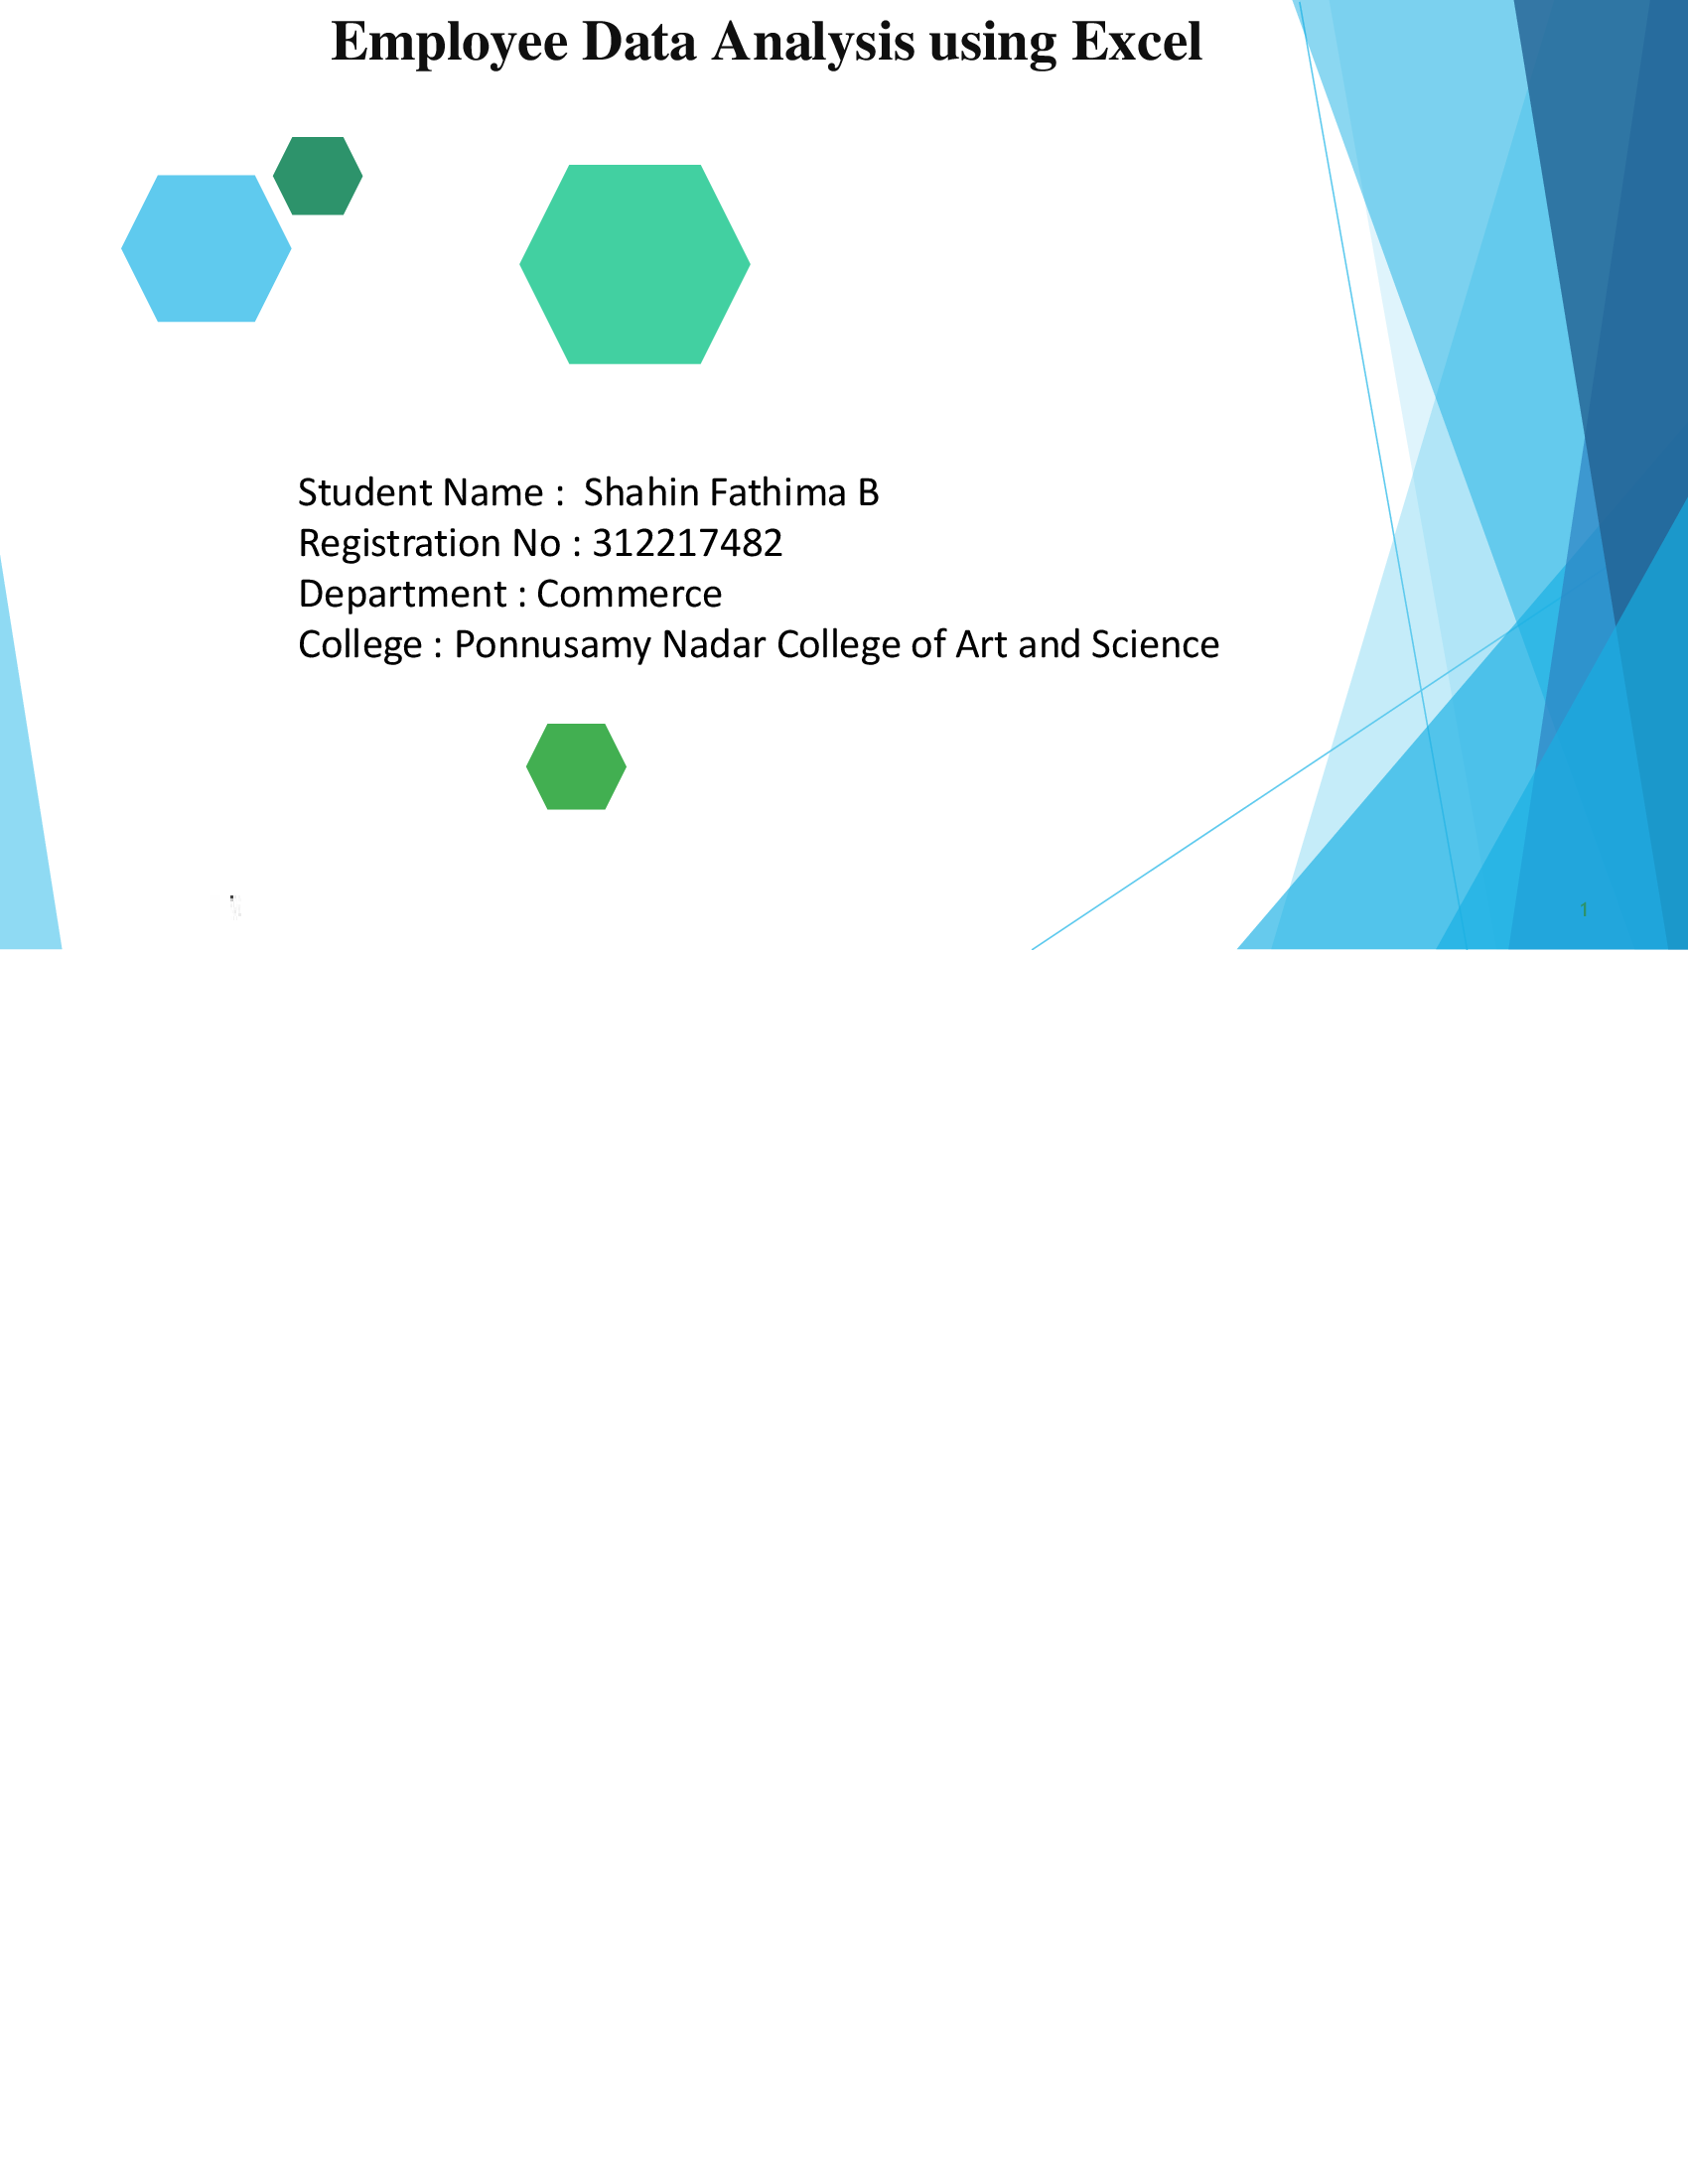 Employee Data Analysis using Excel
Student Name :  Shahin Fathima B
Registration No : 312217482
Department : Commerce
College : Ponnusamy Nadar College of Art and Science
1